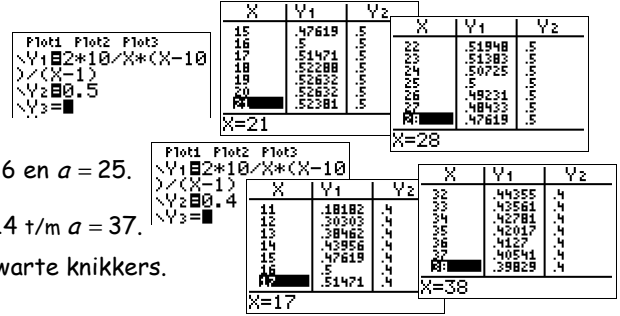 Plot1 Plot2 Plot3
\Y1=2*10/X*(X-10
)/(X-1)
\Y2=0.5
\Y3=
X Y1 Y2
15 .47619 .5
16 .5 .5
17 .51471 .5
18 .52288 .5
19 .52632 .5
20 .52632 .5
21 .52381 .5
X=21
X Y1 Y2
22 .51948 .5
23 .51383 .5
24 .50725 .5
25 .5 .5
26 .49231 .5
27 .48433 .5
28 .47619 .5
X=28
6 en a = 25.
Plot1 Plot2 Plot3
\Y1=2*10/X*(X-10
)/(X-1)
\Y2=0.4
\Y3=
X Y1 Y2
11 .18182 .4
12 .30303 .4
13 .38462 .4
14 .43956 .4
15 .47619 .4
16 .5 .4
17 .51471 .4
X=17
X Y1 Y2
32 .44355 .4
33 .43561 .4
34 .42781 .4
35 .42017 .4
36 .4127 .4
37 .40541 .4
38 .39829 .4
X=38
.4 t/m a = 37.
warte knikkers.